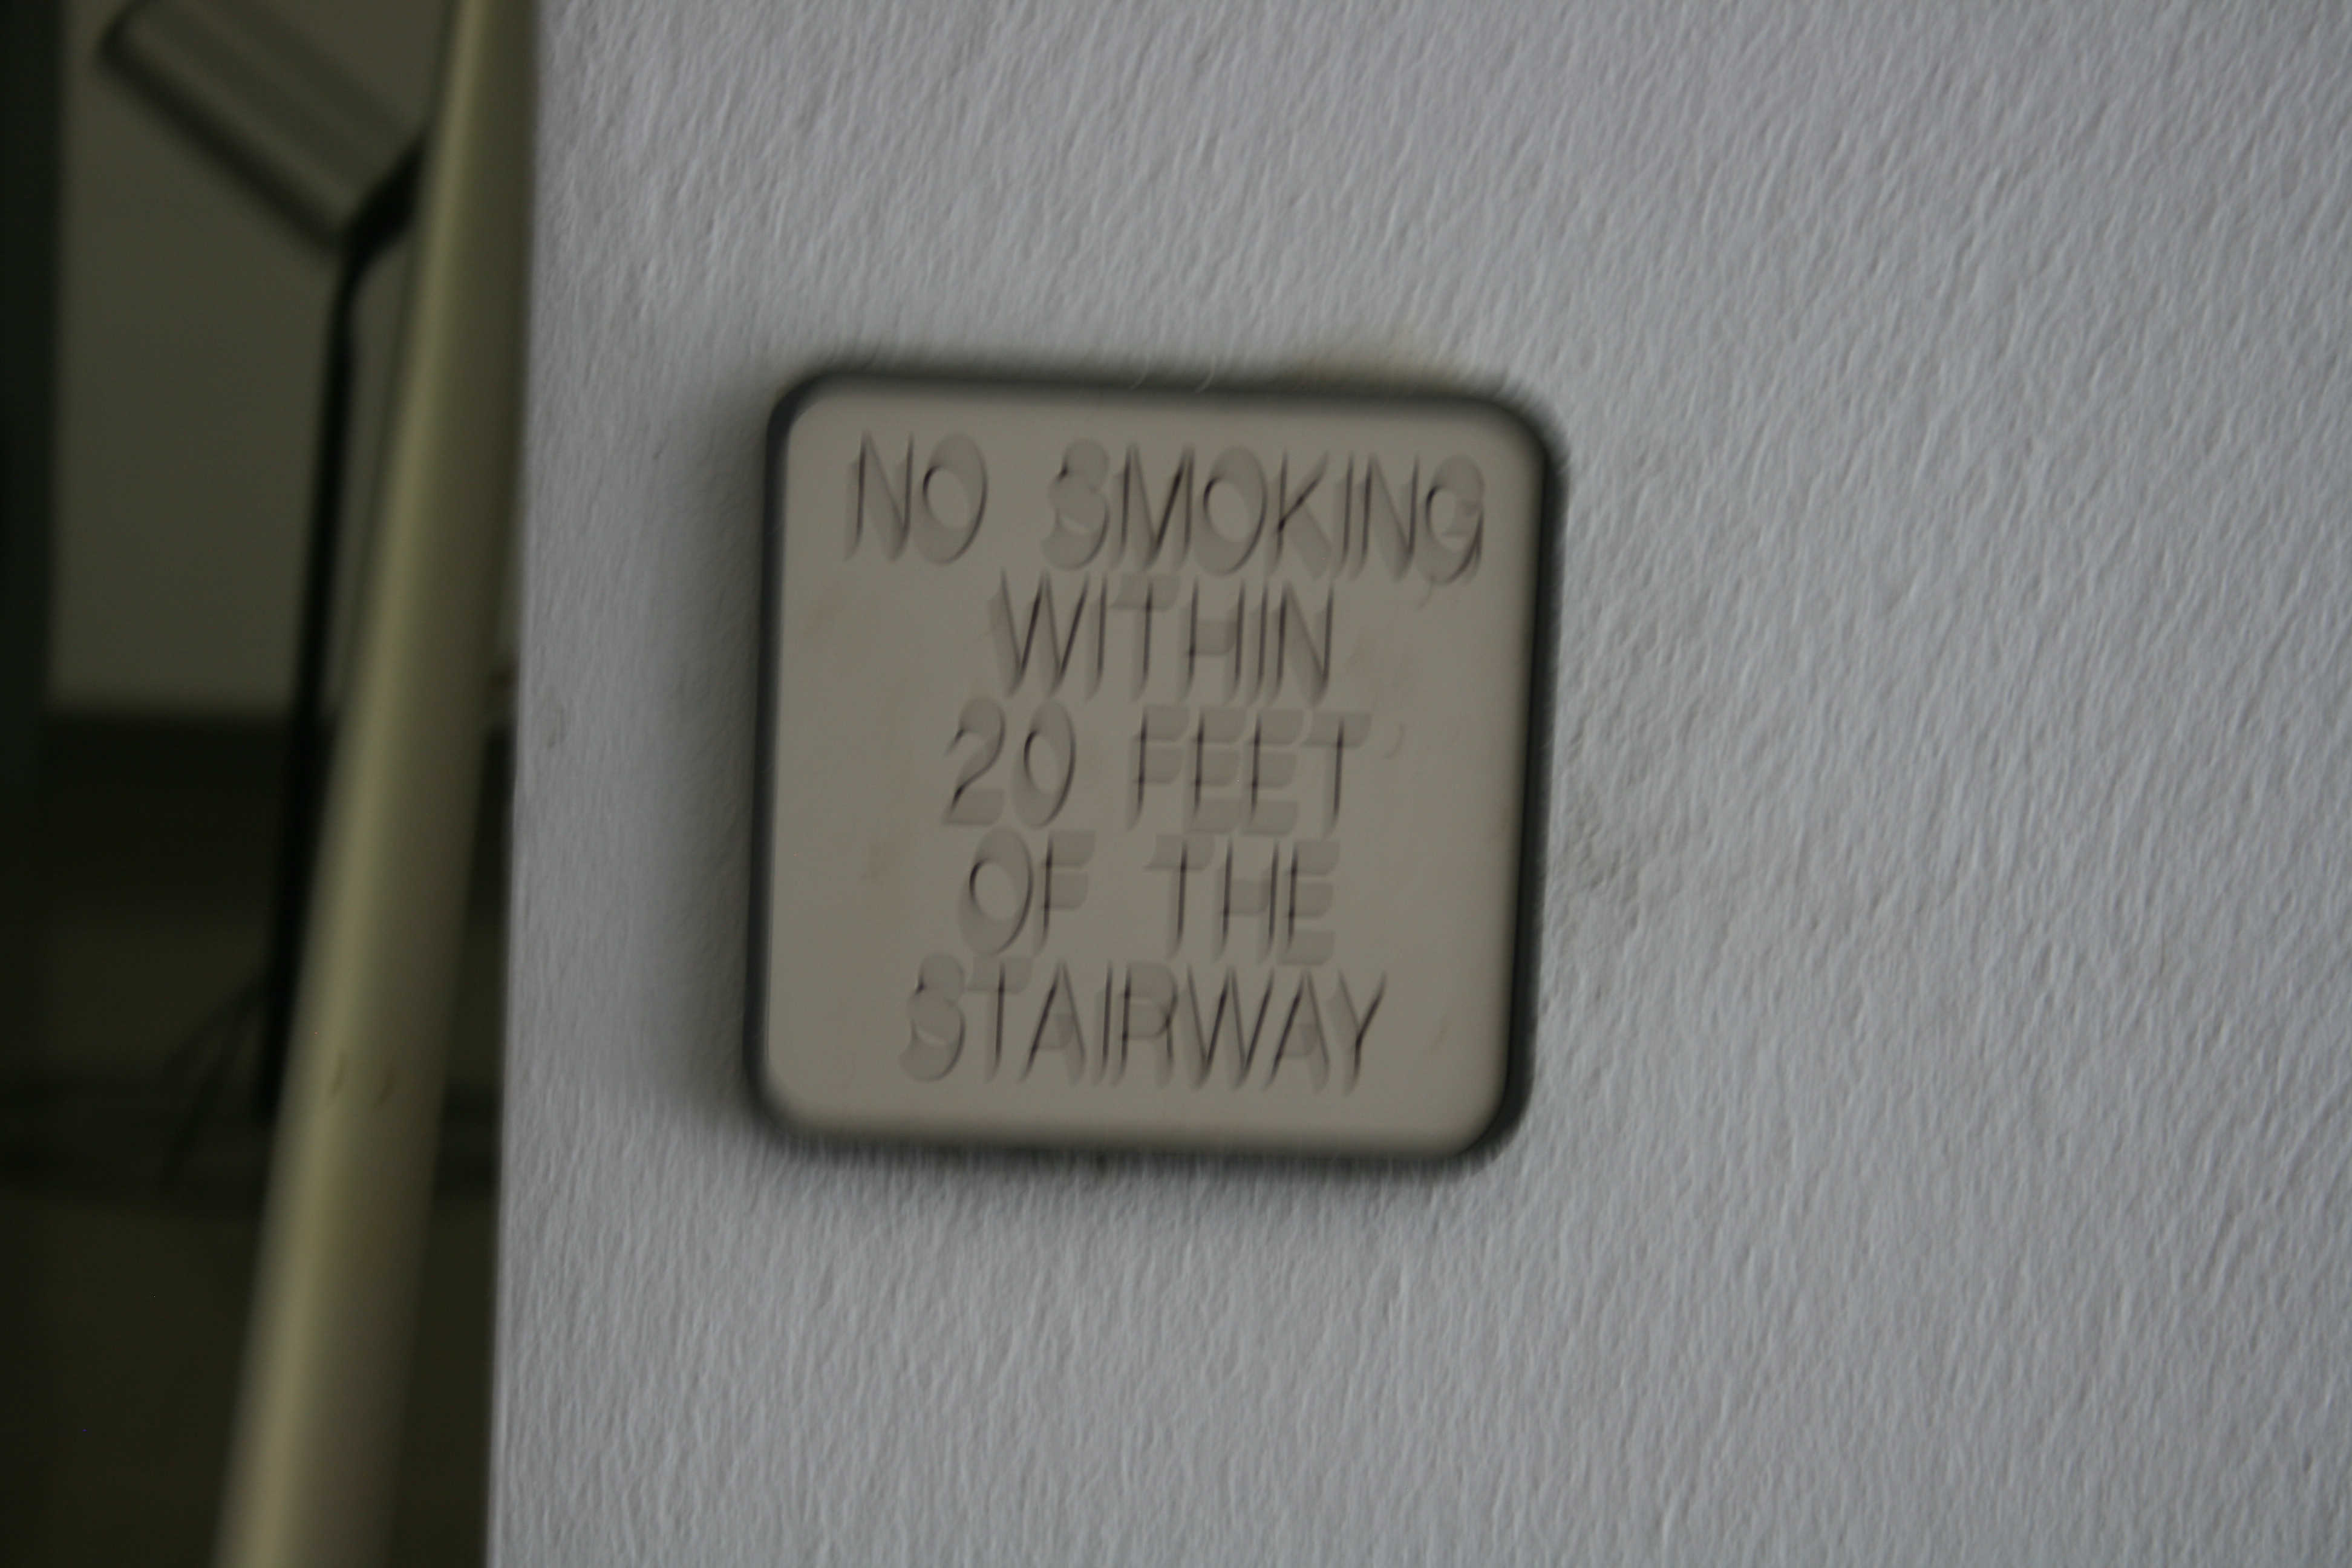 NO SMOKING
WITHIN
20 FEET
OF THE
STAIRWAY